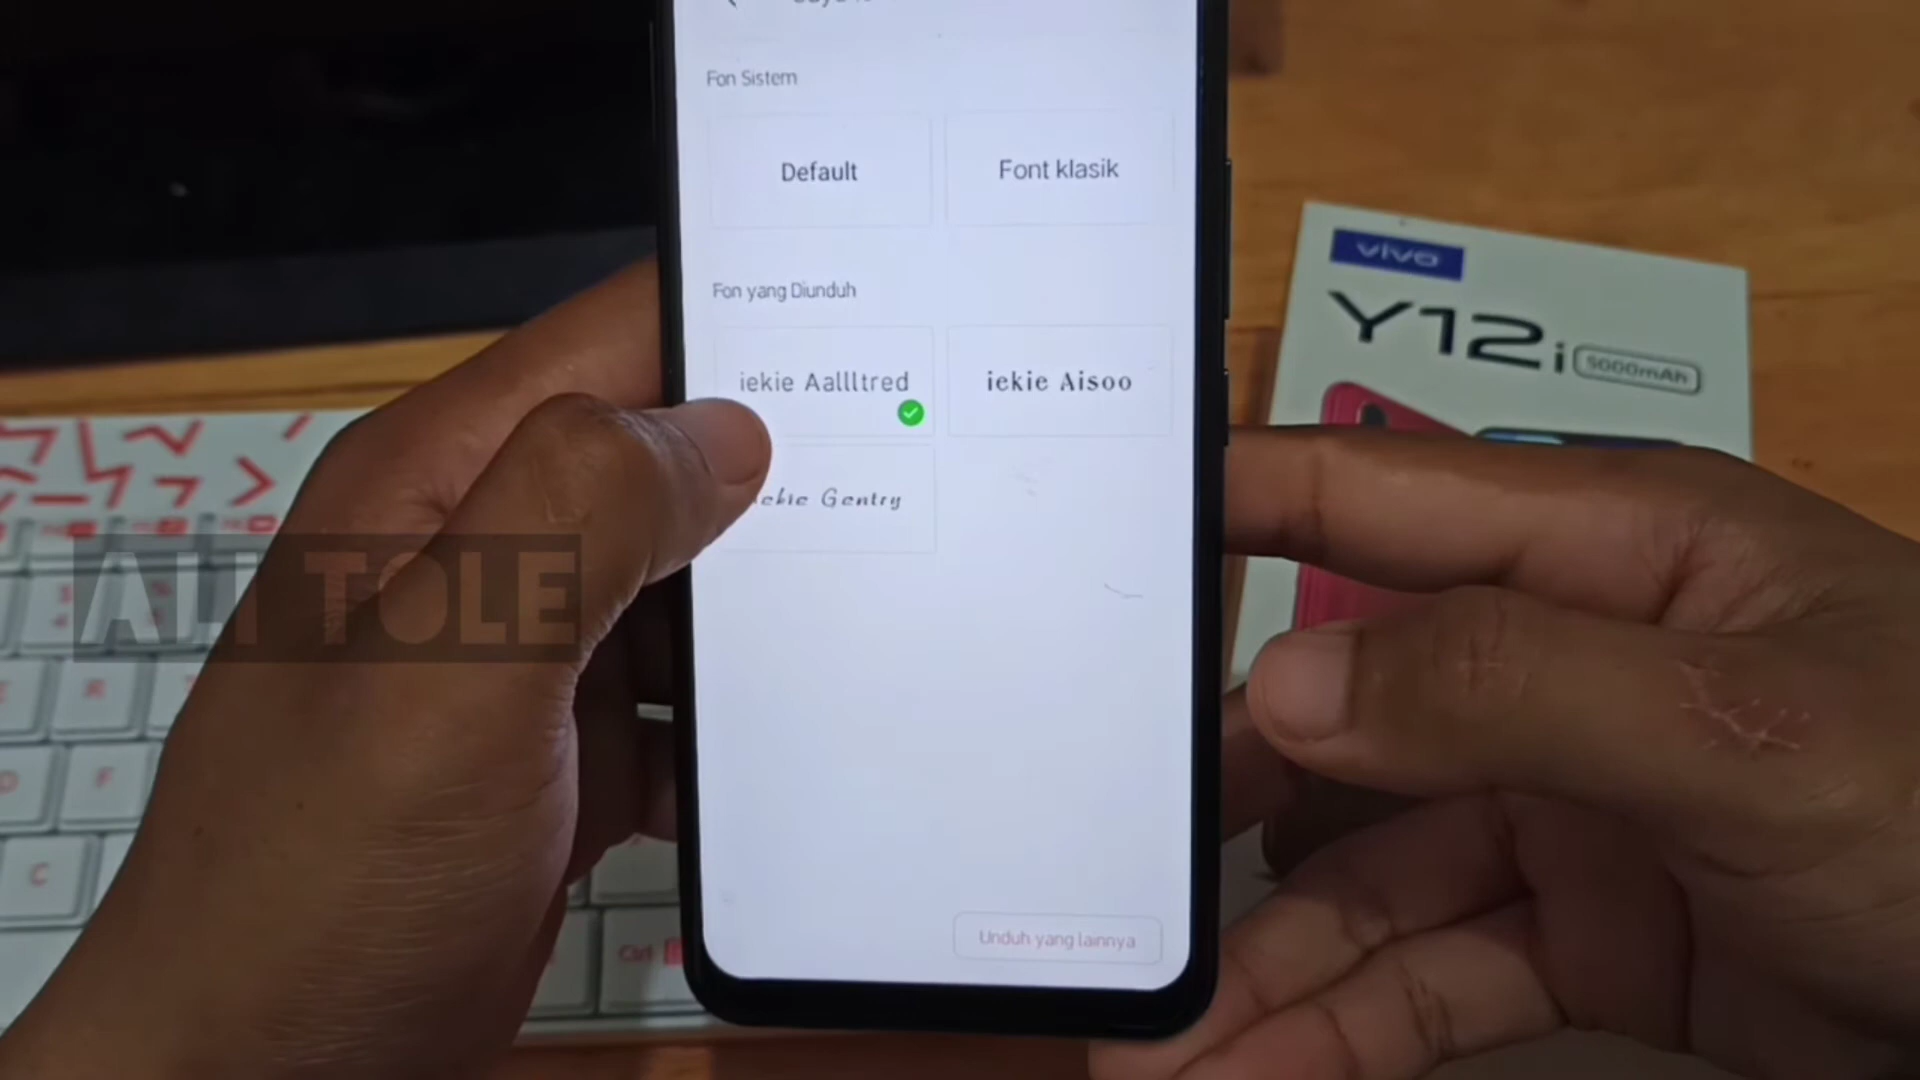 Fon Sistem
Default
Font klasik
Fon yang Diunduh
iekie Aallltred
iekie Aisoo
Gentry
Unduh yang lainnya
vivo
Y12i
5000mAh
ALI TOLE
R
F
C
Ctrl